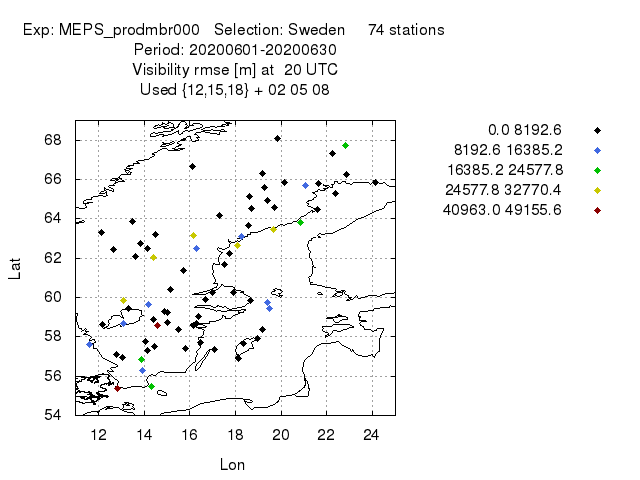 Exp: MEPS_prodmbr000 Selection: Sweden 74 stations
Period: 20200601-20200630
Visibility rmse [m] at 20 UTC
Used {12,15,18} + 02 05 08
0.0 8192.6
8192.6 16385.2
16385.2 24577.8
24577.8 32770.4
40963.0 49155.6
68
66
64
62
60
58
56
54
Lat
12 14 16 18 20 22 24
Lon